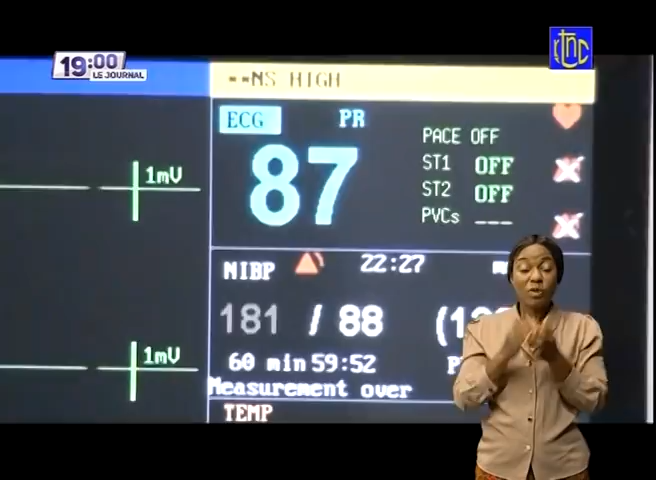 19:00
LE JOURNAL
rtnc
**NS HIGH
ECG
PR
87
PACE OFF
ST1 OFF
ST2 OFF
PVCs ---
1mV
NIBP
22:27
181 / 88
60 min 59:52
Measurement over
1mV
TEMP